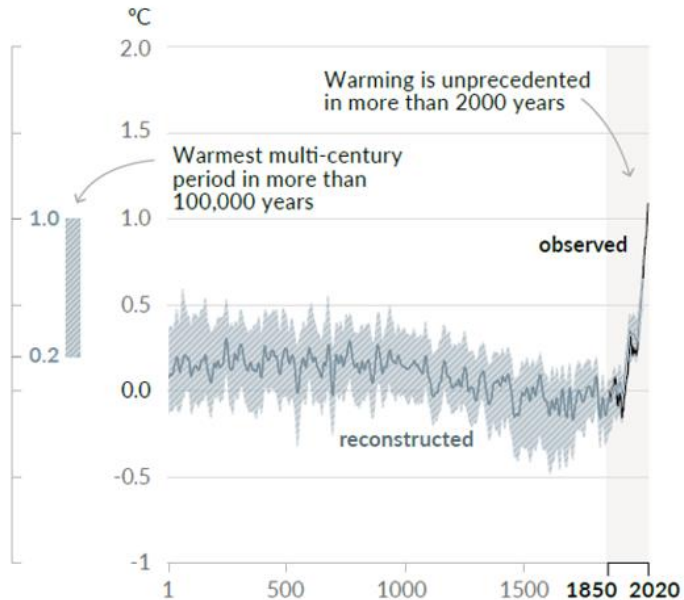 °C
2.0
Warming is unprecedented
in more than 2000 years
1.5
Warmest multi-century
period in more than
100,000 years
1.0
1.0
observed
0.5
0.2
0.0
reconstructed
-0.5
-1
1
500
1000
1500
1850
2020